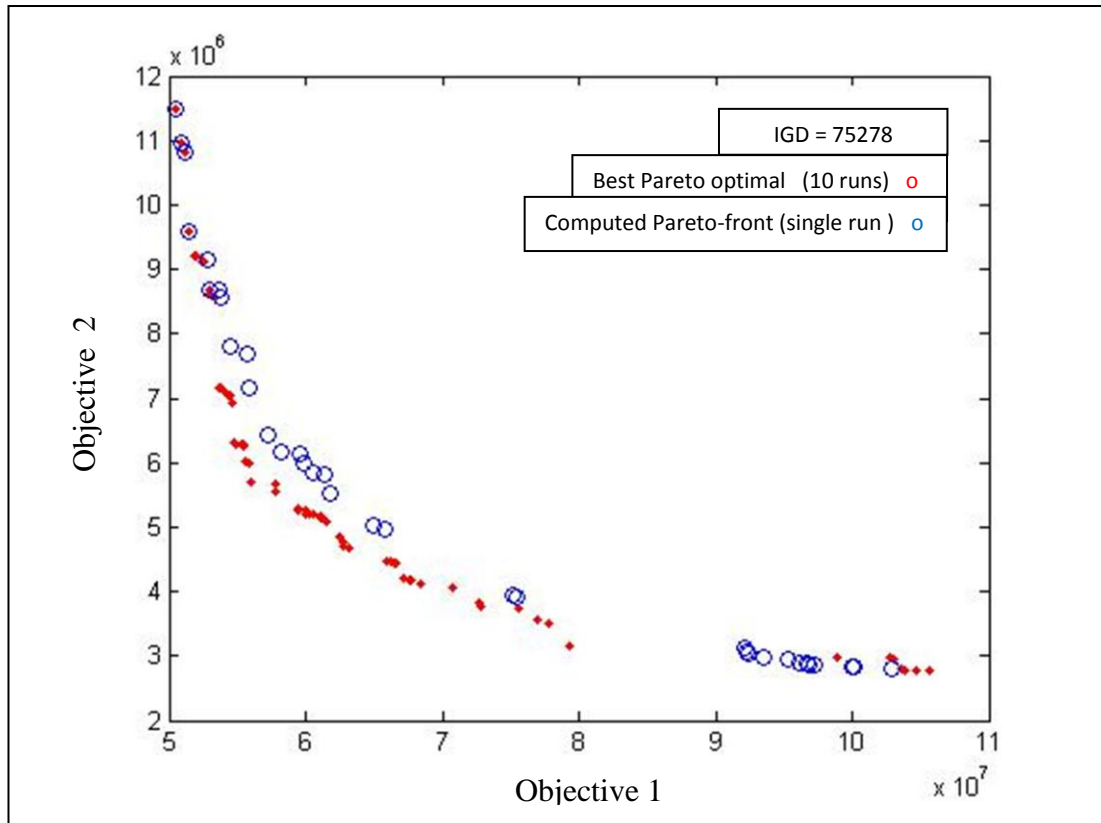 x 10^6
12
11
10
9
8
7
6
5
4
3
2
Objective 2
IGD = 75278
Best Pareto optimal (10 runs) o
Computed Pareto-front (single run ) o
5 6 7 8 9 10 11
x 10^7
Objective 1